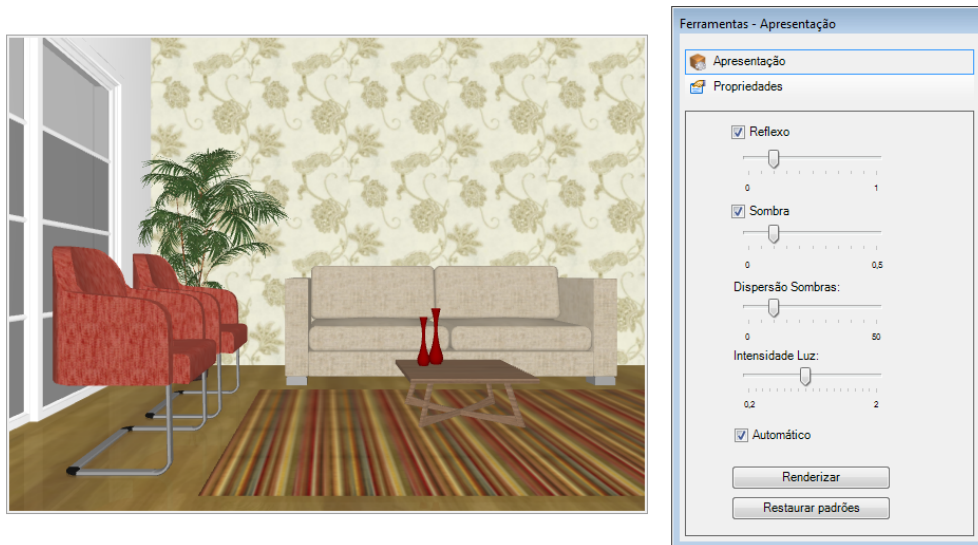 Ferramentas - Apresentação
Apresentação
Propriedades
Reflexo
0 1
Sombra
0 0,5
Dispersão Sombras:
0 50
Intensidade Luz:
0,2 2
Automático
Renderizar
Restaurar padrões